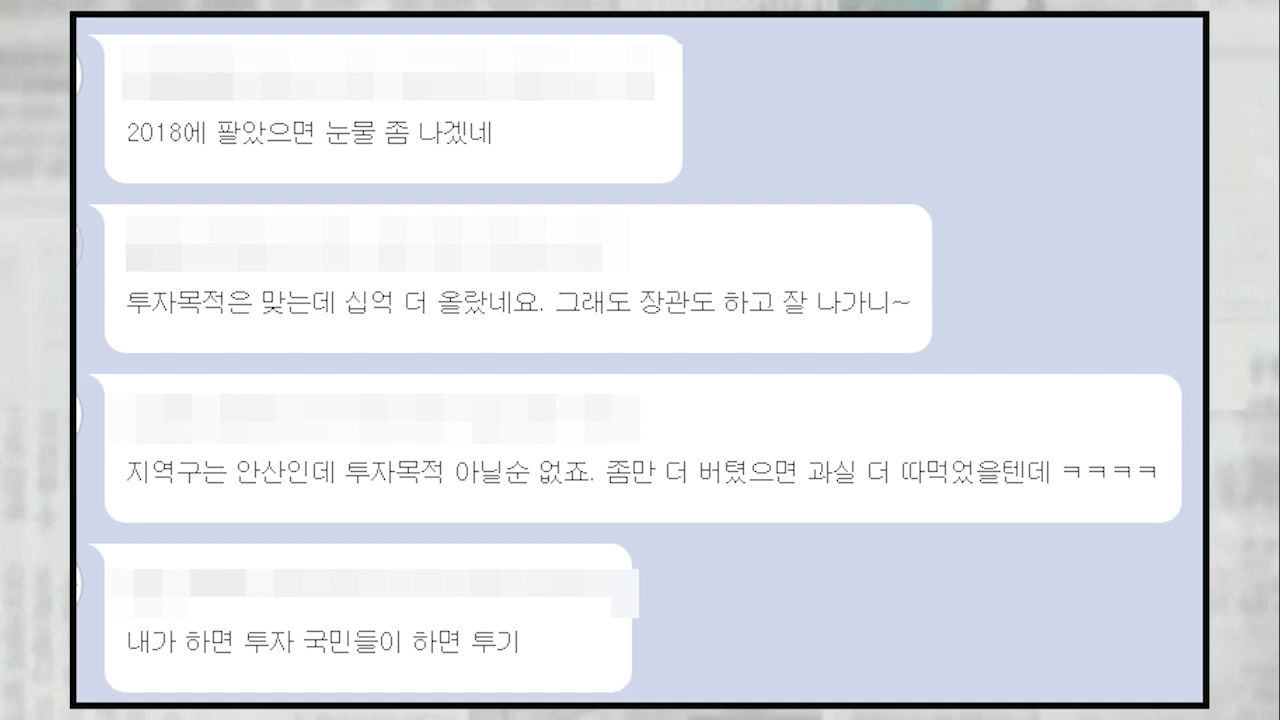 2018에 팔았으면 눈물 좀 나겠네
투자목적은 맞는데 십억 더 올랐네요. 그래도 장관도 하고 잘 나가니~
지역구는 안산인데 투자목적 아닐순 없죠. 좀만 더 버텼으면 과실 더 따먹었을텐데 ㅋㅋㅋㅋ
내가 하면 투자 국민들이 하면 투기